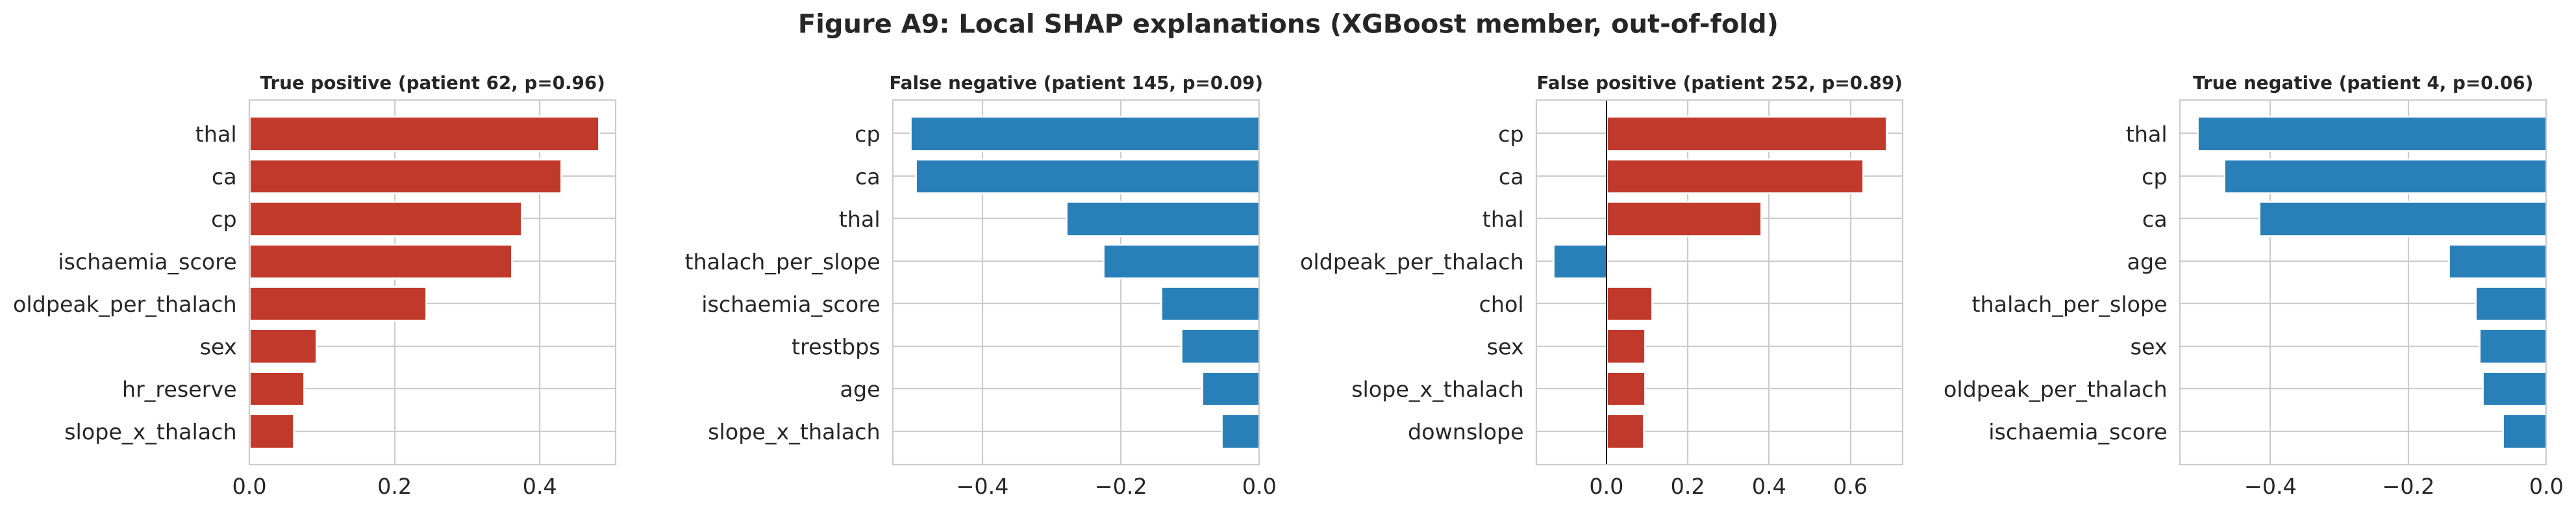 Figure A9: Local SHAP explanations (XGBoost member, out-of-fold)
True positive (patient 62, p=0.96)
thal
ca
cp
ischaemia_score
oldpeak_per_thalach
sex
hr_reserve
slope_x_thalach
0.0 0.2 0.4
False negative (patient 145, p=0.09)
cp
ca
thal
thalach_per_slope
ischaemia_score
trestbps
age
slope_x_thalach
−0.4 −0.2 0.0
False positive (patient 252, p=0.89)
cp
ca
thal
oldpeak_per_thalach
chol
sex
slope_x_thalach
downslope
0.0 0.2 0.4 0.6
True negative (patient 4, p=0.06)
thal
cp
ca
age
thalach_per_slope
sex
oldpeak_per_thalach
ischaemia_score
−0.4 −0.2 0.0